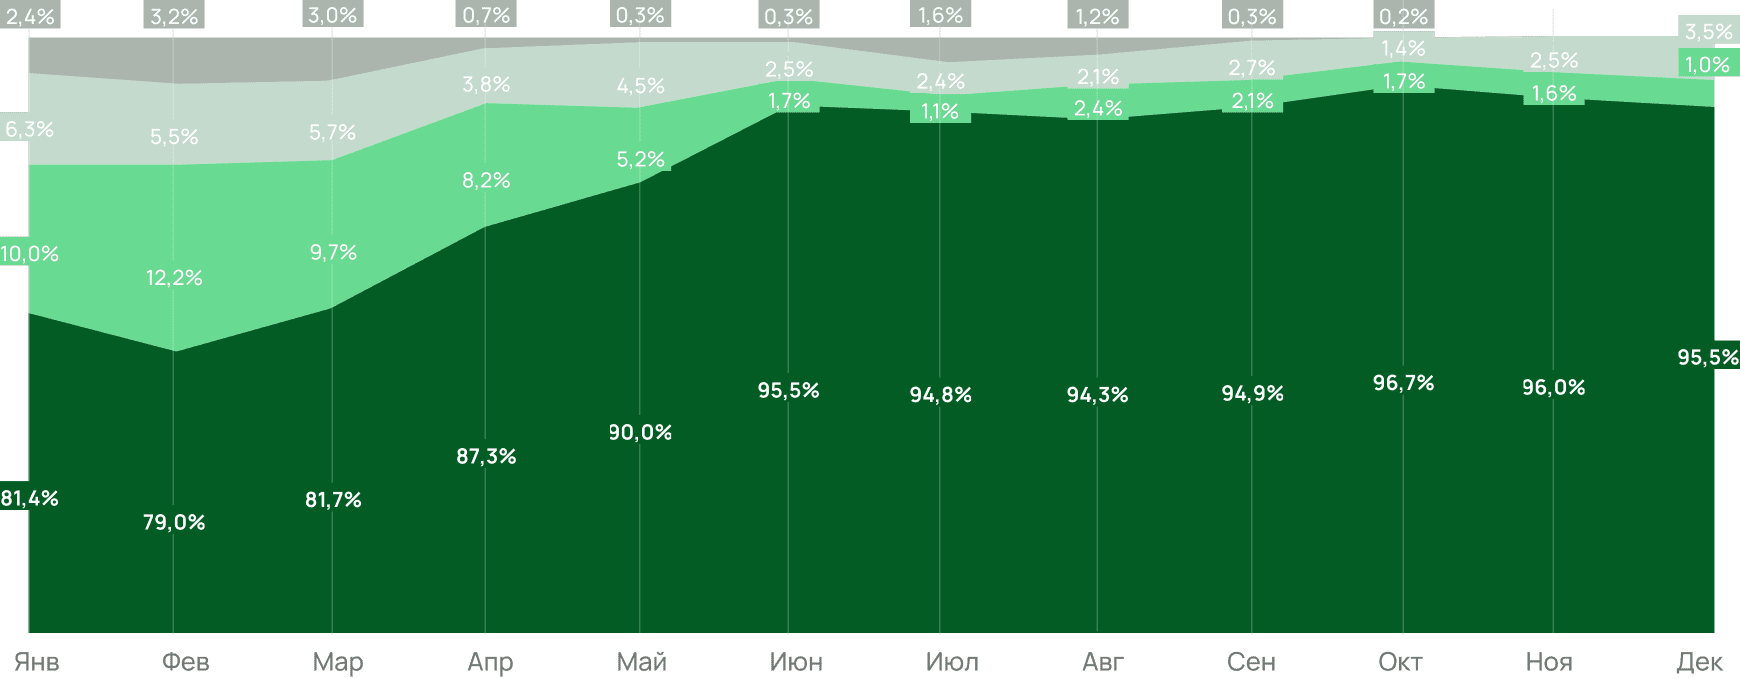 2,4% 3,2% 3,0% 0,7% 0,3% 0,3% 1,6% 1,2% 0,3% 0,2%
6,3% 5,5% 5,7% 3,8% 4,5% 2,5% 2,4% 2,1% 2,7% 1,4% 2,5% 3,5%
10,0% 12,2% 9,7% 8,2% 5,2% 1,7% 1,1% 2,4% 2,1% 1,7% 1,6% 1,0%
81,4% 79,0% 81,7% 87,3% 90,0% 95,5% 94,8% 94,3% 94,9% 96,7% 96,0% 95,5%
Янв Фев Мар Апр Май Июн Июл Авг Сен Окт Ноя Дек